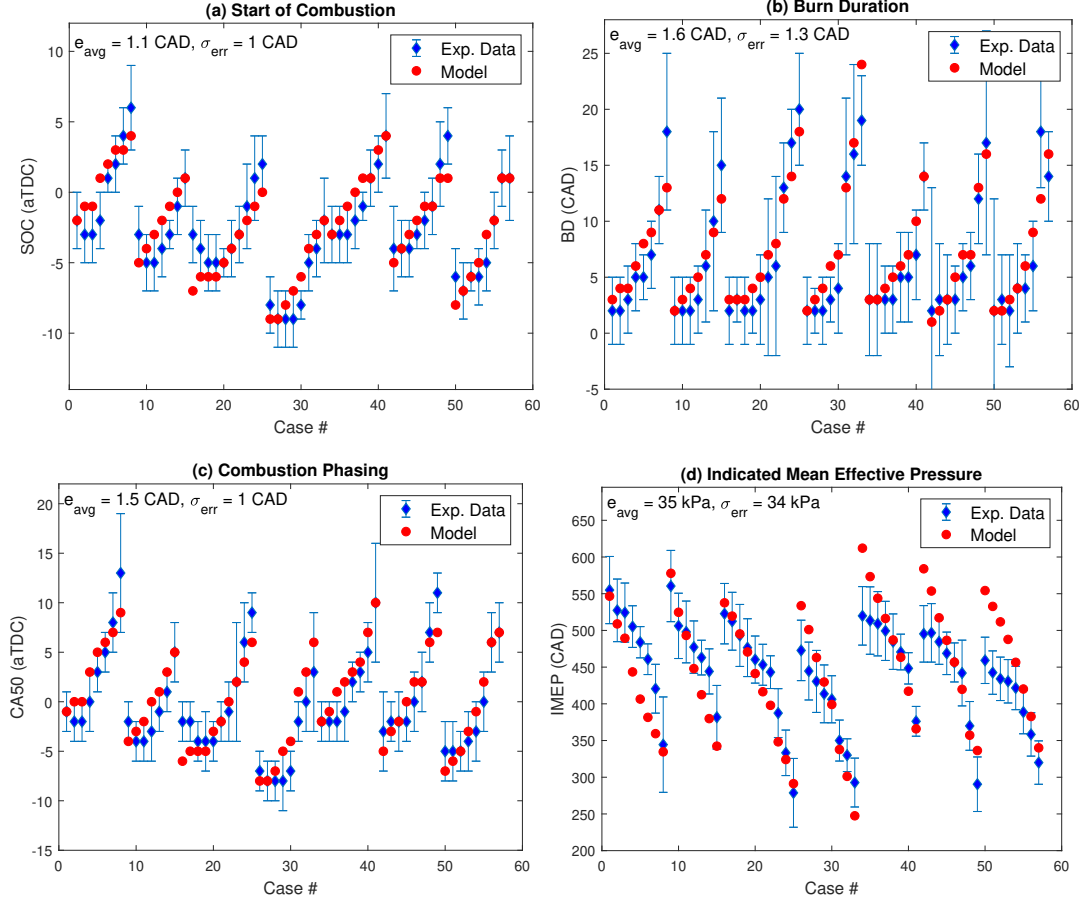 (a) Start of Combustion
e_avg = 1.1 CAD, σ_err = 1 CAD
Exp. Data
Model
10
5
0
-5
-10
SOC (aTDC)
0 10 20 30 40 50 60
Case #
(b) Burn Duration
e_avg = 1.6 CAD, σ_err = 1.3 CAD
Exp. Data
Model
25
20
15
10
5
0
-5
BD (CAD)
0 10 20 30 40 50 60
Case #
(c) Combustion Phasing
e_avg = 1.5 CAD, σ_err = 1 CAD
Exp. Data
Model
20
15
10
5
0
-5
-10
-15
CA50 (aTDC)
0 10 20 30 40 50 60
Case #
(d) Indicated Mean Effective Pressure
e_avg = 35 kPa, σ_err = 34 kPa
Exp. Data
Model
650
600
550
500
450
400
350
300
250
200
IMEP (CAD)
0 10 20 30 40 50 60
Case #